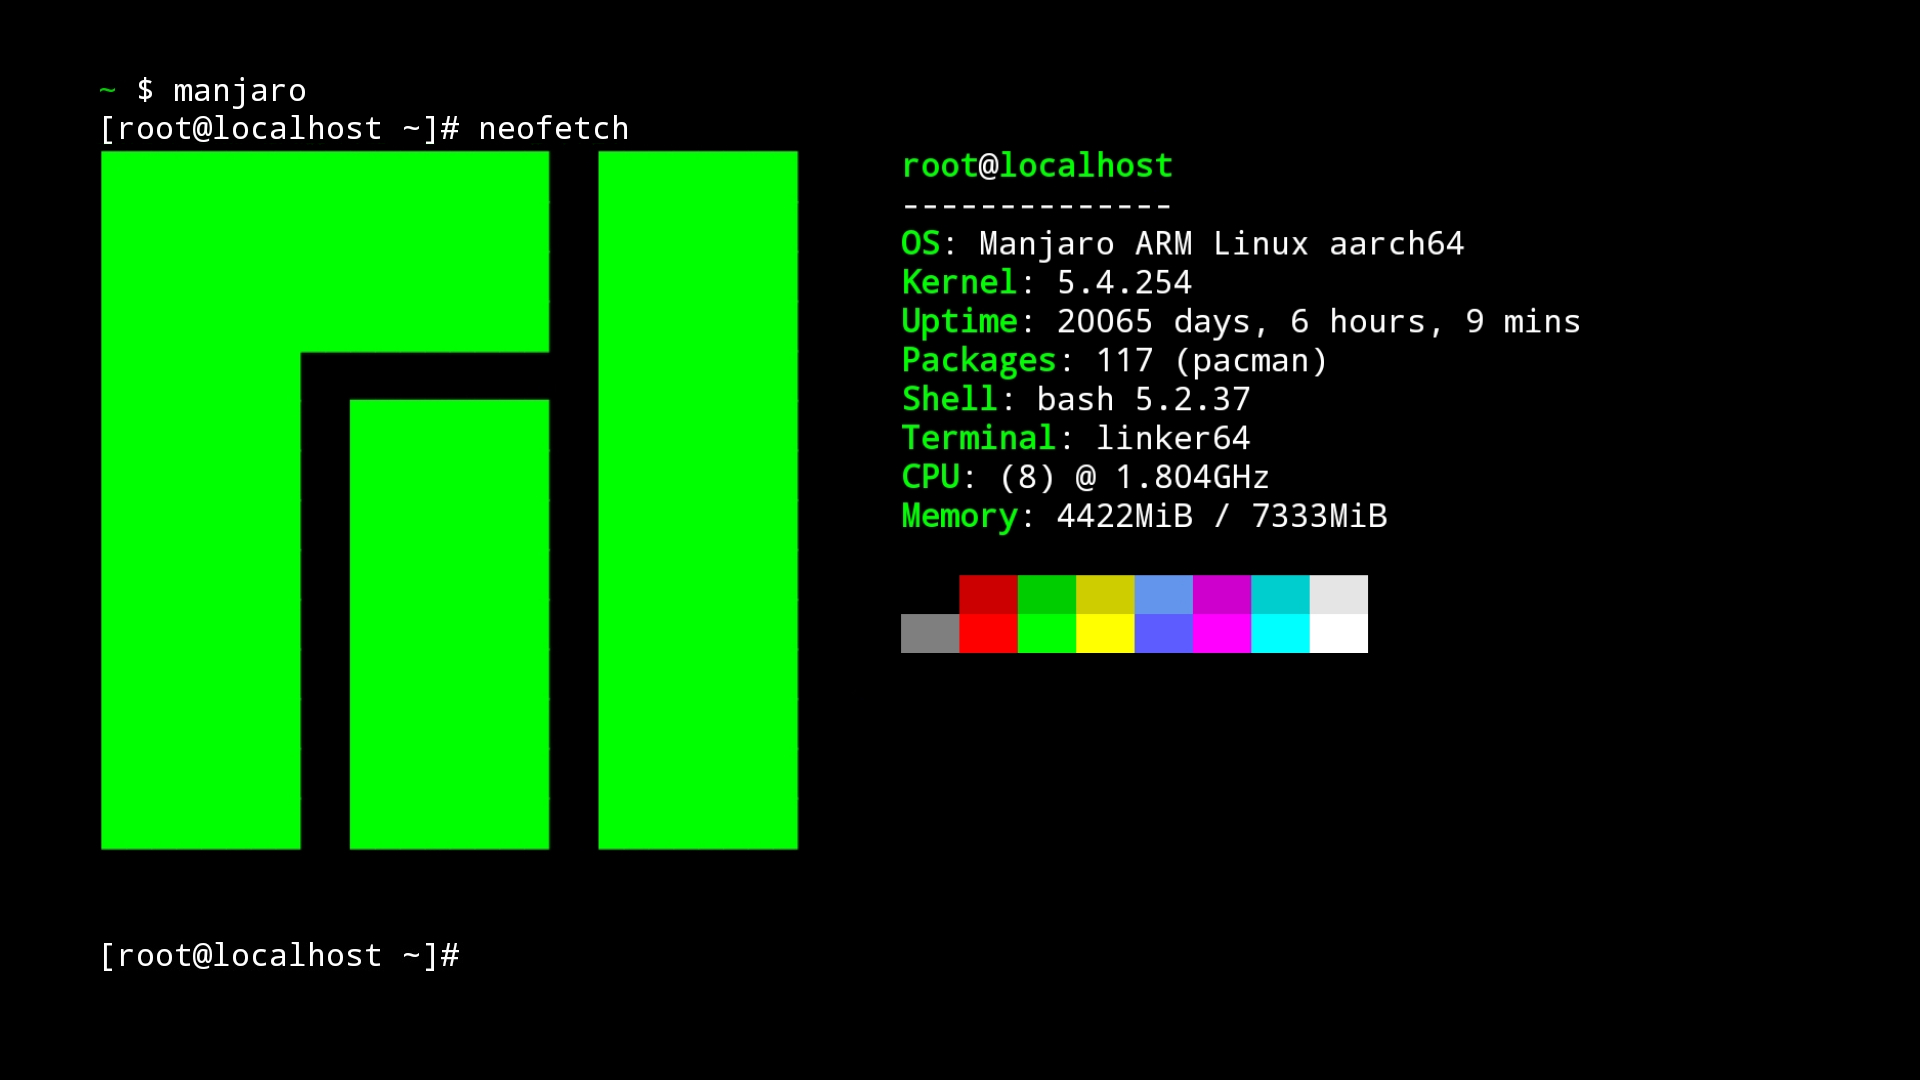 ~ $ manjaro
[root@localhost ~]# neofetch
root@localhost
--------------
OS: Manjaro ARM Linux aarch64
Kernel: 5.4.254
Uptime: 20065 days, 6 hours, 9 mins
Packages: 117 (pacman)
Shell: bash 5.2.37
Terminal: linker64
CPU: (8) @ 1.804GHz
Memory: 4422MiB / 7333MiB
[root@localhost ~]#